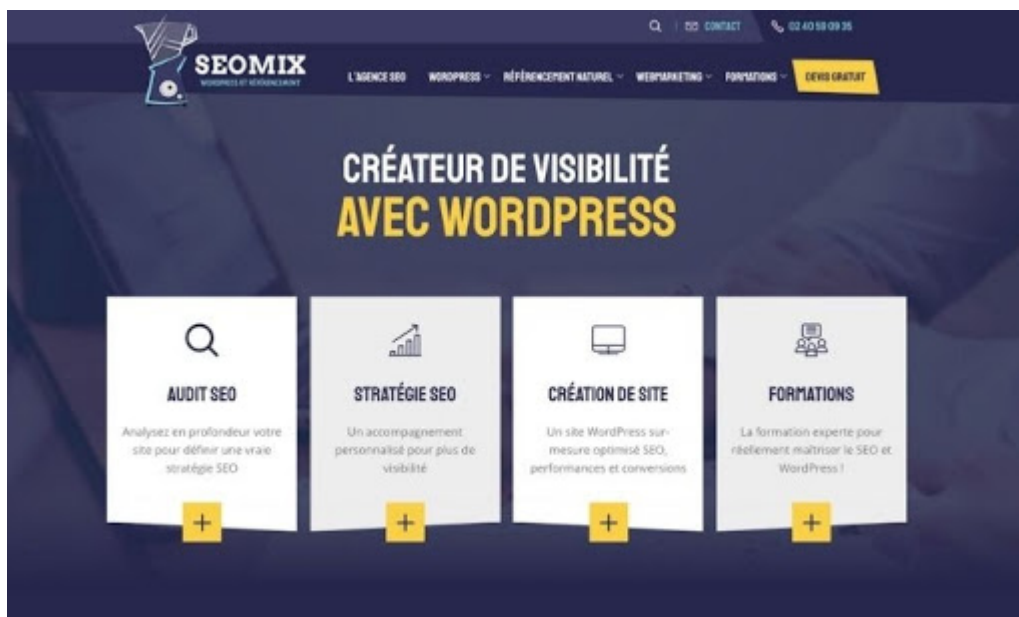 CONTACT
02 40 58 09 35
SEOMIX
WORDPRESS ET RÉFÉRENCEMENT
L'AGENCE SEO
WORDPRESS
RÉFÉRENCEMENT NATUREL
WEBMARKETING
FORMATIONS
DEVIS GRATUIT
CRÉATEUR DE VISIBILITÉ
AVEC WORDPRESS
AUDIT SEO
Analysez en profondeur votre
site pour définir une vraie
stratégie SEO
STRATÉGIE SEO
Un accompagnement
personnalisé pour plus de
visibilité
CRÉATION DE SITE
Un site WordPress sur-
mesure optimisé SEO,
performances et conversions
FORMATIONS
La formation experte pour
réellement maîtriser le SEO et
WordPress !